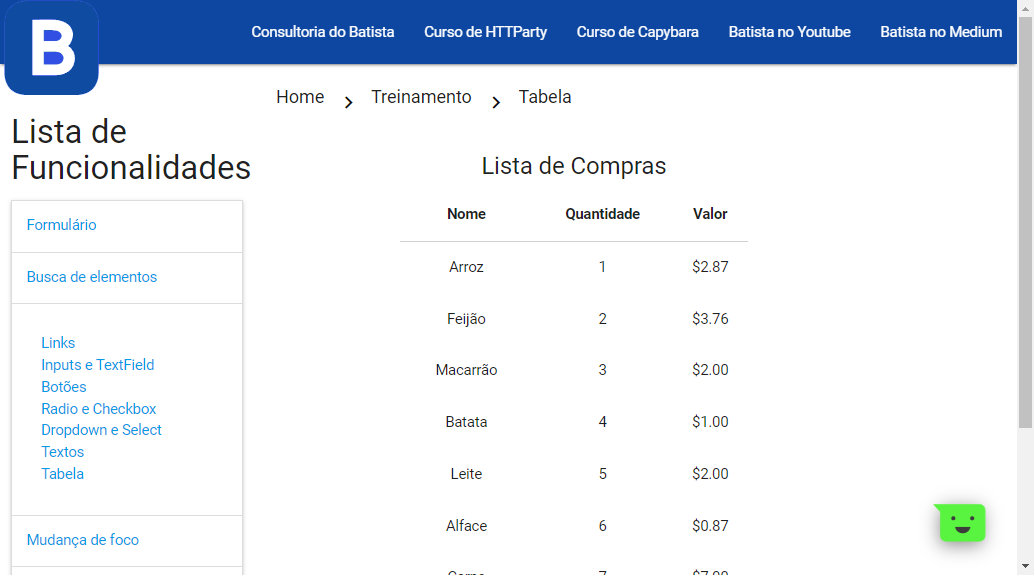 B
Consultoria do Batista
Curso de HTTParty
Curso de Capybara
Batista no Youtube
Batista no Medium
Home
Treinamento
Tabela
Lista de
Funcionalidades
Formulário
Busca de elementos
Links
Inputs e TextField
Botões
Radio e Checkbox
Dropdown e Select
Textos
Tabela
Mudança de foco
Lista de Compras
Nome Quantidade Valor
Arroz 1 $2.87
Feijão 2 $3.76
Macarrão 3 $2.00
Batata 4 $1.00
Leite 5 $2.00
Alface 6 $0.87